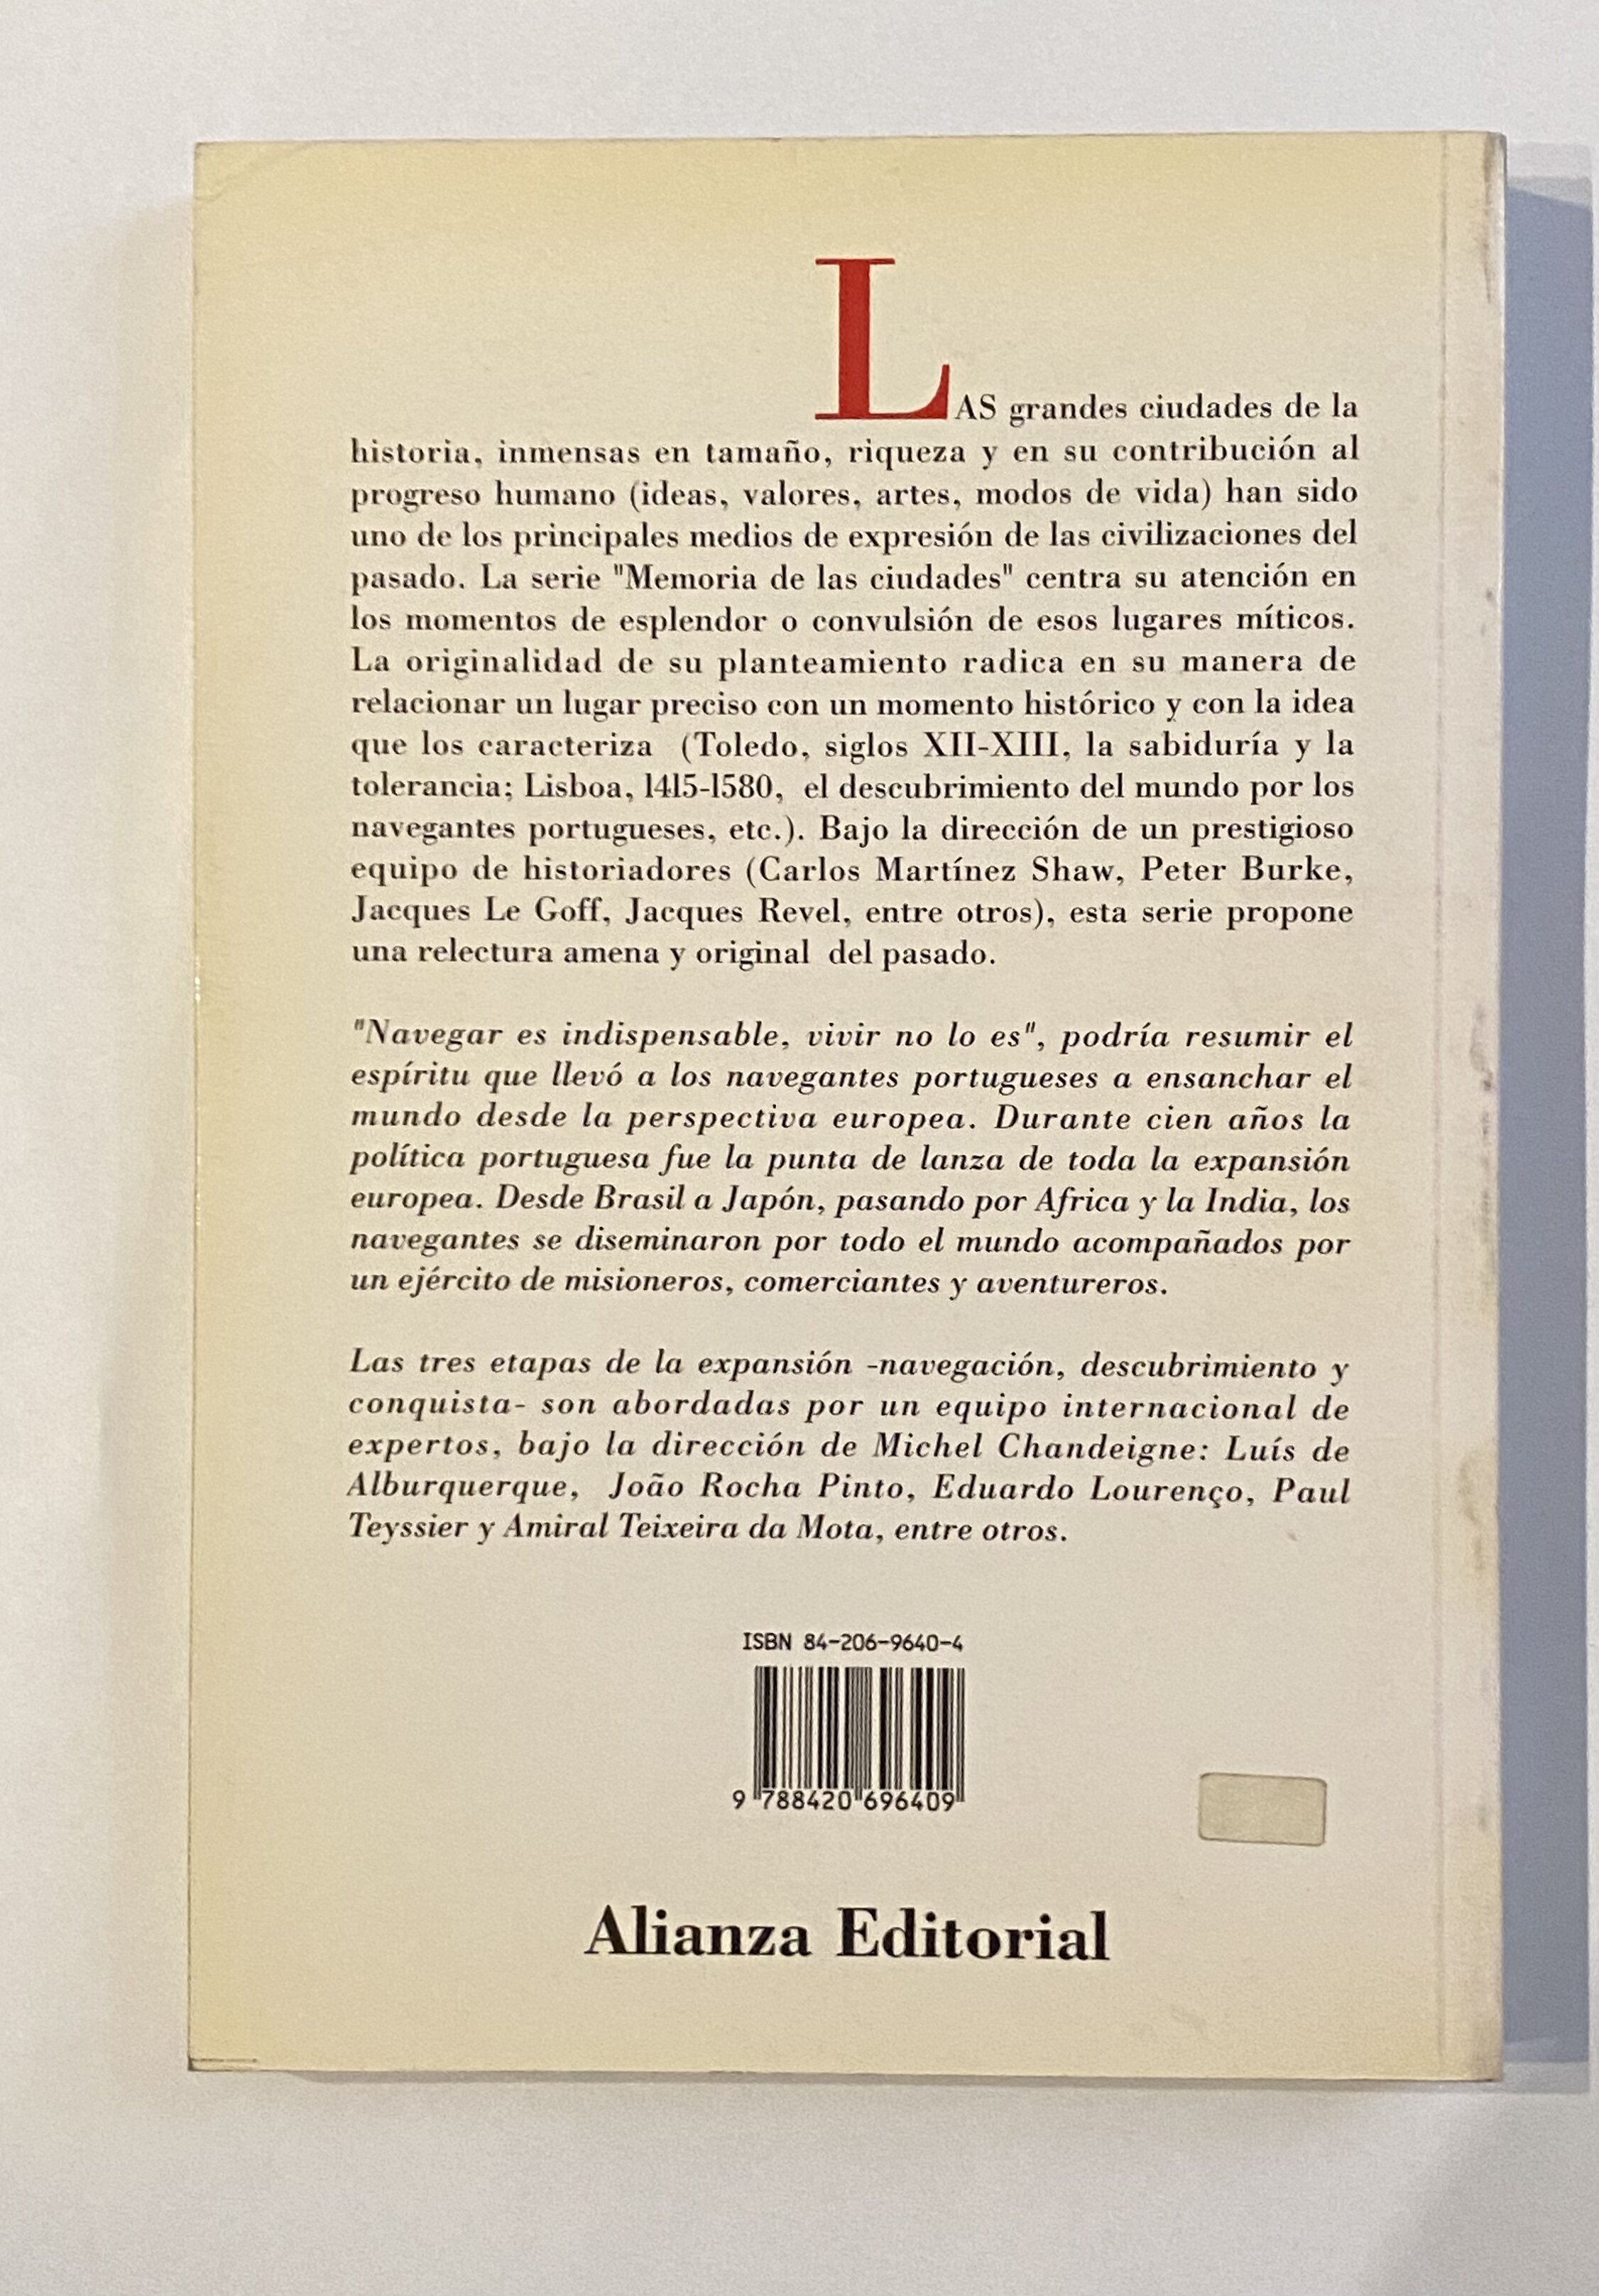 LAS grandes ciudades de la
historia, inmensas en tamaño, riqueza y en su contribución al
progreso humano (ideas, valores, artes, modos de vida) han sido
uno de los principales medios de expresión de las civilizaciones del
pasado. La serie "Memoria de las ciudades" centra su atención en
los momentos de esplendor o convulsión de esos lugares míticos.
La originalidad de su planteamiento radica en su manera de
relacionar un lugar preciso con un momento histórico y con la idea
que los caracteriza (Toledo, siglos XII-XIII, la sabiduría y la
tolerancia; Lisboa, 1415-1580, el descubrimiento del mundo por los
navegantes portugueses, etc.). Bajo la dirección de un prestigioso
equipo de historiadores (Carlos Martínez Shaw, Peter Burke,
Jacques Le Goff, Jacques Revel, entre otros), esta serie propone
una relectura amena y original del pasado.
"Navegar es indispensable, vivir no lo es", podría resumir el
espíritu que llevó a los navegantes portugueses a ensanchar el
mundo desde la perspectiva europea. Durante cien años la
política portuguesa fue la punta de lanza de toda la expansión
europea. Desde Brasil a Japón, pasando por Africa y la India, los
navegantes se diseminaron por todo el mundo acompañados por
un ejército de misioneros, comerciantes y aventureros.
Las tres etapas de la expansión -navegación, descubrimiento y
conquista- son abordadas por un equipo internacional de
expertos, bajo la dirección de Michel Chandeigne: Luís de
Alburquerque, João Rocha Pinto, Eduardo Lourenço, Paul
Teyssier y Amiral Teixeira da Mota, entre otros.
ISBN 84-206-9640-4
9 788420 696409
Alianza Editorial